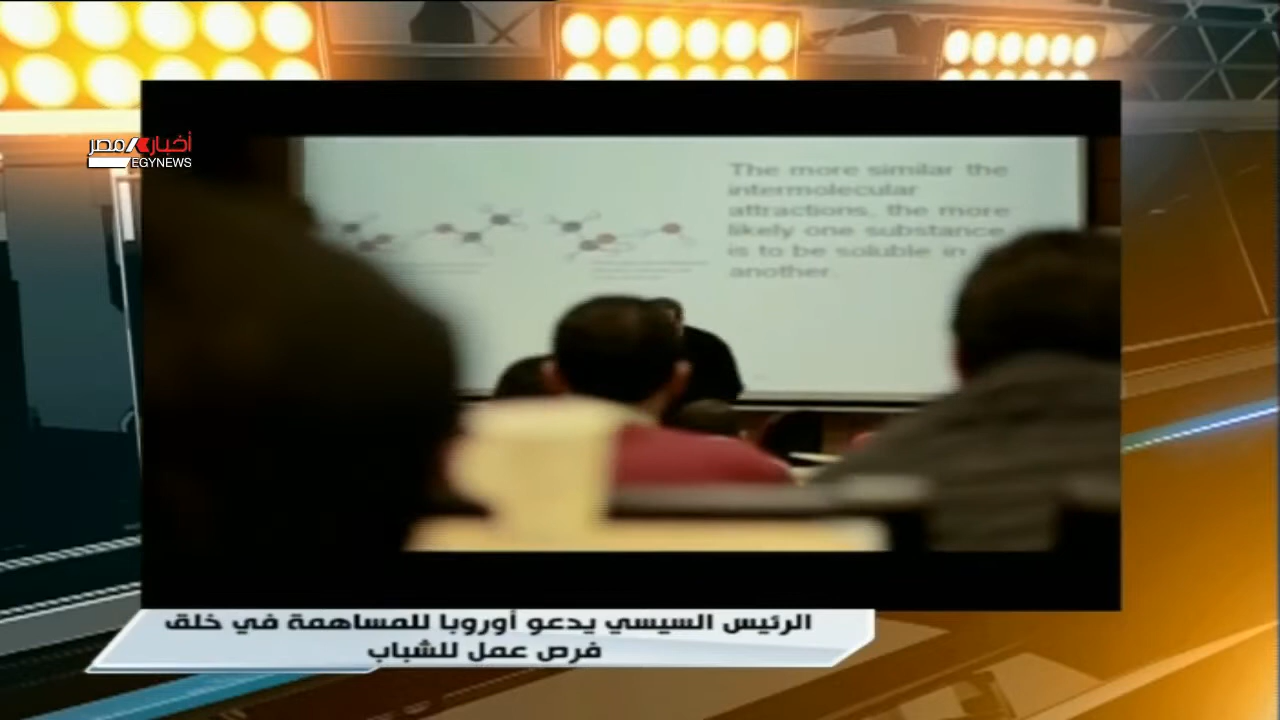 أخبار مصر
EGYNEWS
The more similar the
intermolecular
attractions, the more
likely one substance
is to be soluble in
another.
الرئيس السيسي يدعو أوروبا للمساهمة في خلق
فرص عمل للشباب